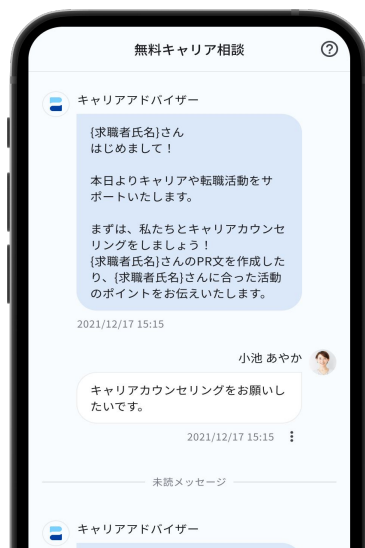 無料キャリア相談
キャリアアドバイザー
{求職者氏名}さん
はじめまして！
本日よりキャリアや転職活動をサ
ポートいたします。
まずは、私たちとキャリアカウンセ
リングをしましょう！
{求職者氏名}さんのPR文を作成した
り、{求職者氏名}さんに合った活動
のポイントをお伝えいたします。
2021/12/17 15:15
小池 あやか
キャリアカウンセリングをお願いし
たいです。
2021/12/17 15:15
未読メッセージ
キャリアアドバイザー